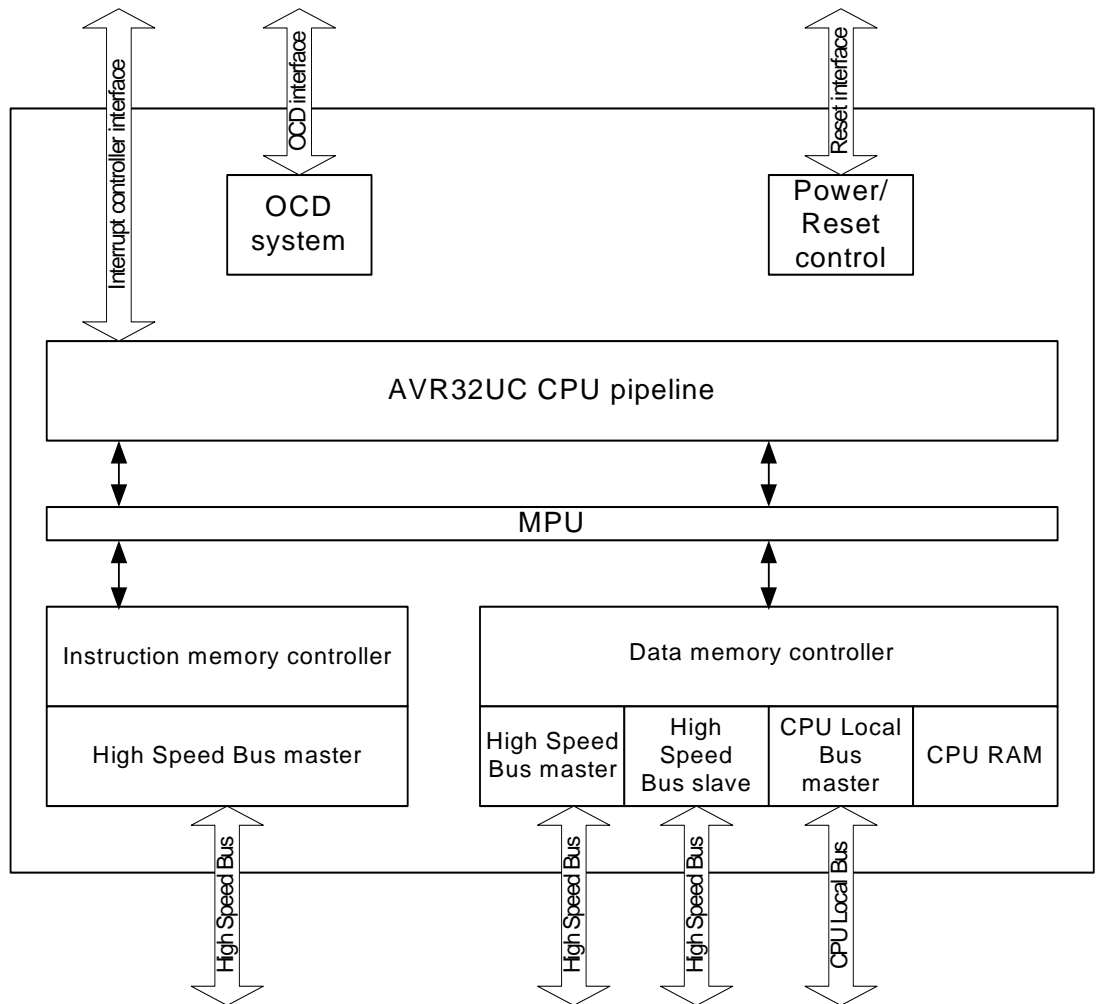 Interrupt controller interface
OCD interface
Reset interface
OCD
system
Power/
Reset
control
AVR32UC CPU pipeline
MPU
Instruction memory controller
High Speed Bus master
Data memory controller
High Speed
Bus master
High
Speed
Bus slave
CPU Local
Bus
master
CPU RAM
High Speed Bus
High Speed Bus
High Speed Bus
CPU Local Bus